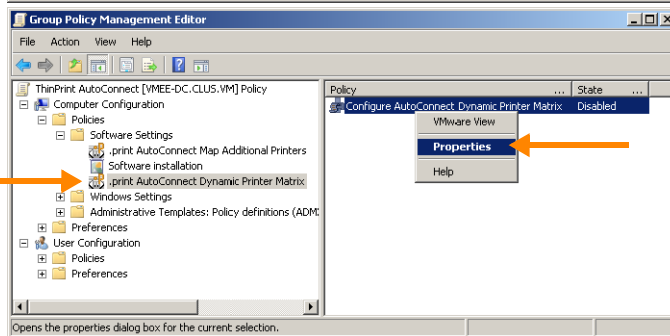 Group Policy Management Editor
File Action View Help
ThinPrint AutoConnect [VMEE-DC.CLUS.VM] Policy
Computer Configuration
Policies
Software Settings
.print AutoConnect Map Additional Printers
Software installation
.print AutoConnect Dynamic Printer Matrix
Windows Settings
Administrative Templates: Policy definitions (ADM
Preferences
User Configuration
Policies
Preferences
Policy ... State ...
Configure AutoConnect Dynamic Printer Matrix Disabled
VMware View
Properties
Help
Opens the properties dialog box for the current selection.